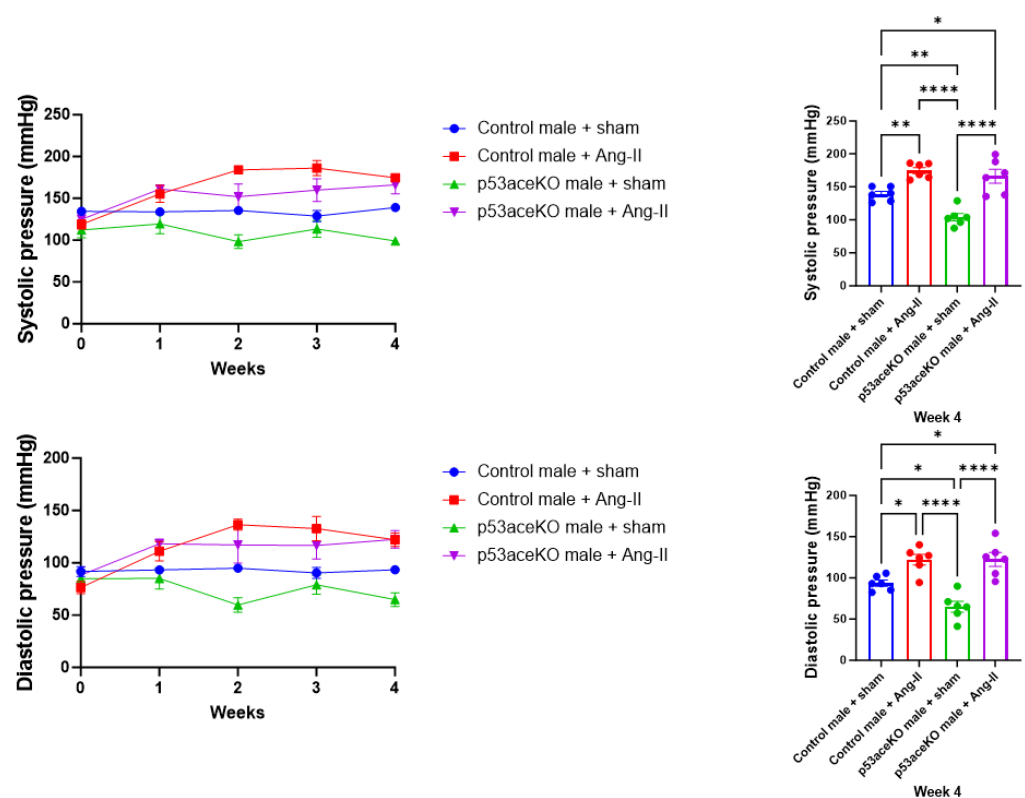 Systolic pressure (mmHg)
250
200
150
100
50
0
0 1 2 3 4
Weeks
Control male + sham
Control male + Ang-II
p53aceKO male + sham
p53aceKO male + Ang-II
*
**
****
** ****
Systolic pressure (mmHg)
250
200
150
100
50
0
Control male + sham
Control male + Ang-II
p53aceKO male + sham
p53aceKO male + Ang-II
Week 4
Diastolic pressure (mmHg)
200
150
100
50
0
0 1 2 3 4
Weeks
Control male + sham
Control male + Ang-II
p53aceKO male + sham
p53aceKO male + Ang-II
*
* ****
* ****
Diastolic pressure (mmHg)
200
150
100
50
0
Control male + sham
Control male + Ang-II
p53aceKO male + sham
p53aceKO male + Ang-II
Week 4